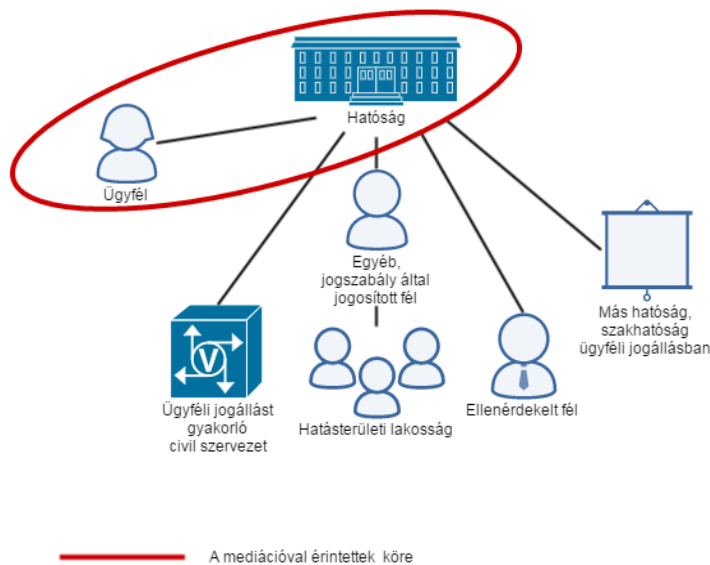 Hatóság
Ügyfél
Egyéb,
jogszabály által
jogosított fél
Más hatóság,
szakhatóság
ügyféli jogállásban
V
Ügyféli jogállást
gyakorló
civil szervezet
Hatásterületi lakosság
Ellenérdekelt fél
A mediációval érintettek köre